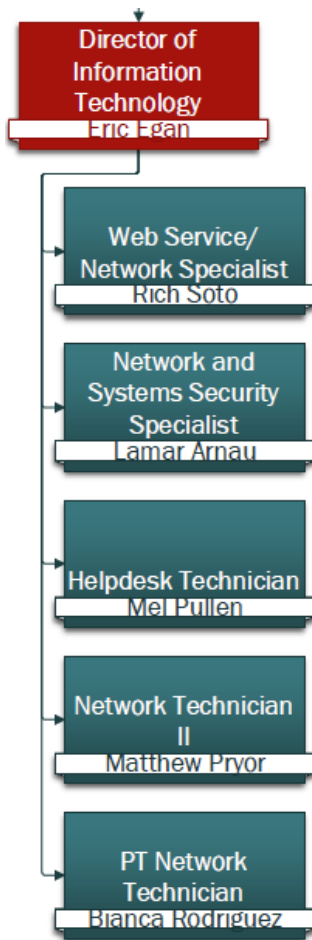 Director of
Information
Technology
Eric Egan
Web Service/
Network Specialist
Rich Soto
Network and
Systems Security
Specialist
Lamar Arnau
Helpdesk Technician
Mel Pullen
Network Technician
II
Matthew Pryor
PT Network
Technician
Bianca Rodriguez